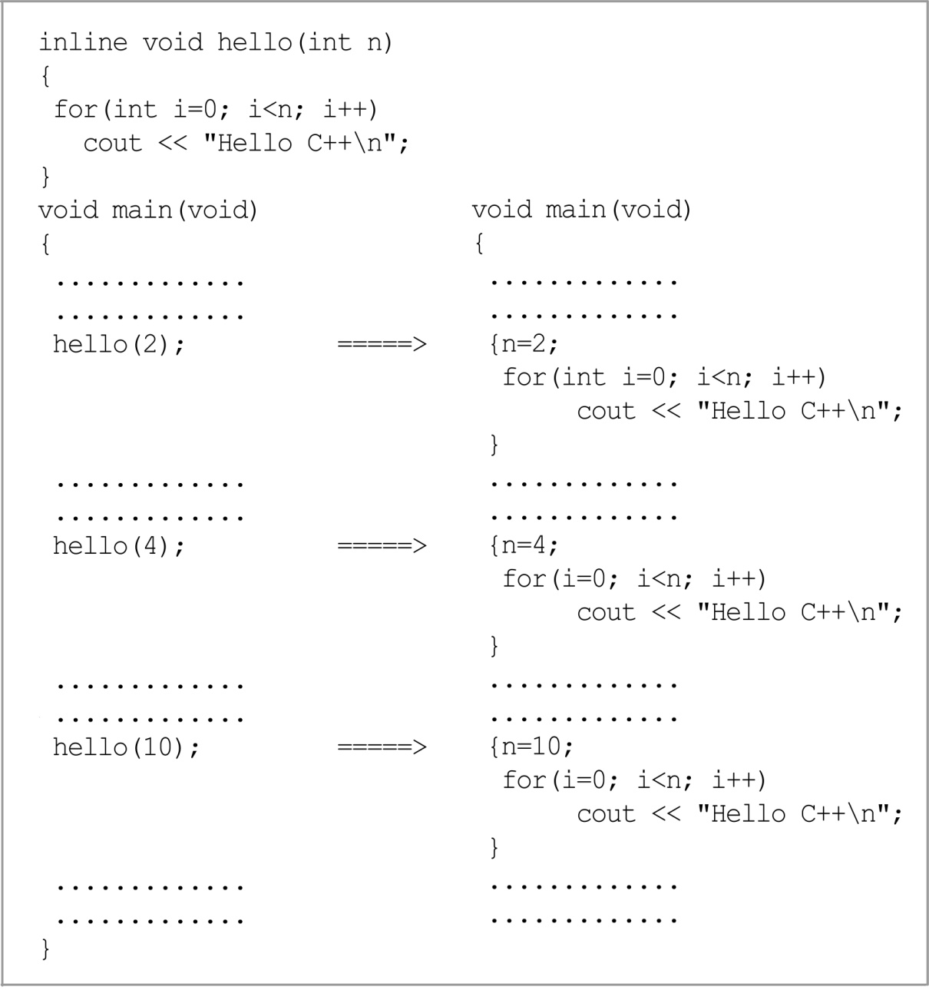 inline void hello(int n)
{
 for(int i=0; i<n; i++)
   cout << "Hello C++\n";
}
void main(void)               void main(void)
{                             {
 .............                 .............
 .............                 .............
 hello(2);          =====>     {n=2;
                                for(int i=0; i<n; i++)
                                     cout << "Hello C++\n";
                               }
 .............                 .............
 .............                 .............
 hello(4);          =====>     {n=4;
                                for(i=0; i<n; i++)
                                     cout << "Hello C++\n";
                               }
 .............                 .............
 .............                 .............
 hello(10);         =====>     {n=10;
                                for(i=0; i<n; i++)
                                     cout << "Hello C++\n";
                               }
 .............                 .............
 .............                 .............
}